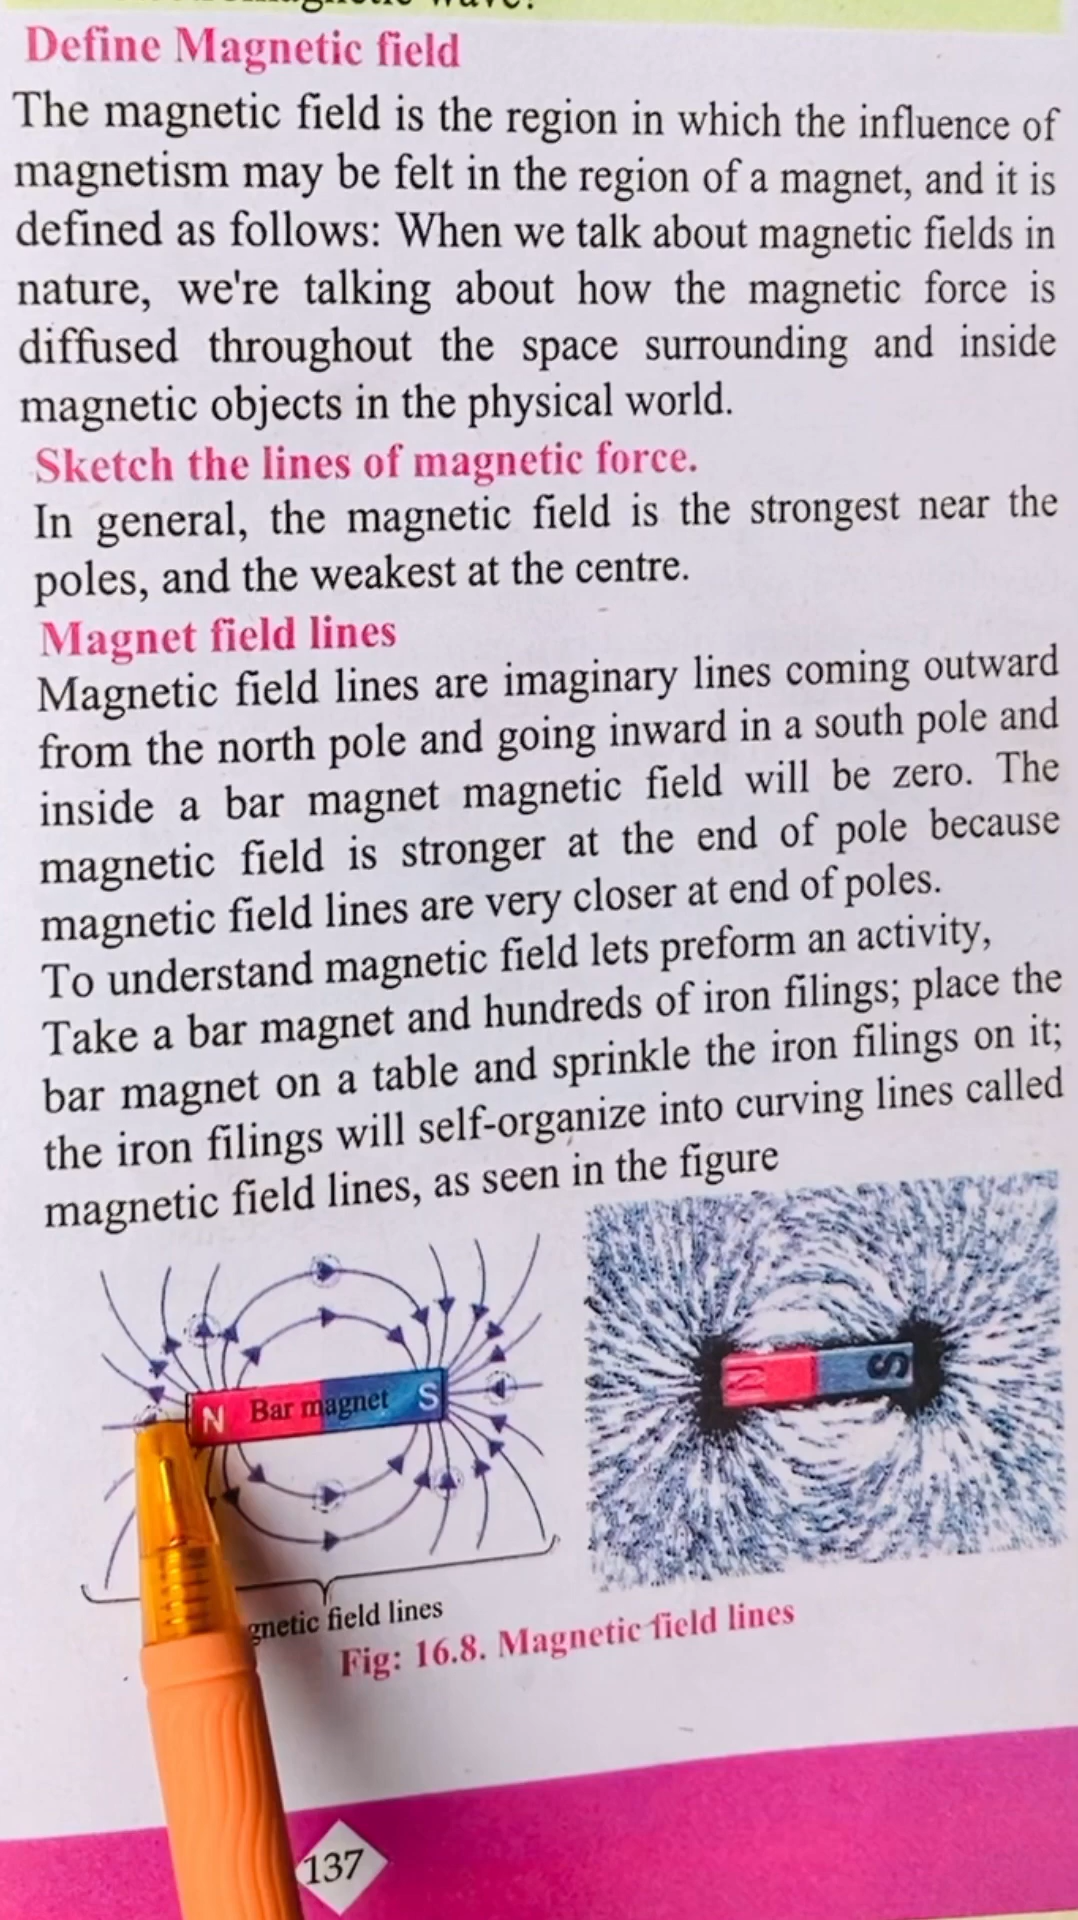 Define Magnetic field
The magnetic field is the region in which the influence of
magnetism may be felt in the region of a magnet, and it is
defined as follows: When we talk about magnetic fields in
nature, we're talking about how the magnetic force is
diffused throughout the space surrounding and inside
magnetic objects in the physical world.
Sketch the lines of magnetic force.
In general, the magnetic field is the strongest near the
poles, and the weakest at the centre.
Magnet field lines
Magnetic field lines are imaginary lines coming outward
from the north pole and going inward in a south pole and
inside a bar magnet magnetic field will be zero. The
magnetic field is stronger at the end of pole because
magnetic field lines are very closer at end of poles.
To understand magnetic field lets preform an activity,
Take a bar magnet and hundreds of iron filings; place the
bar magnet on a table and sprinkle the iron filings on it;
the iron filings will self-organize into curving lines called
magnetic field lines, as seen in the figure
N Bar magnet S
N S
gnetic field lines
Fig: 16.8. Magnetic field lines
137